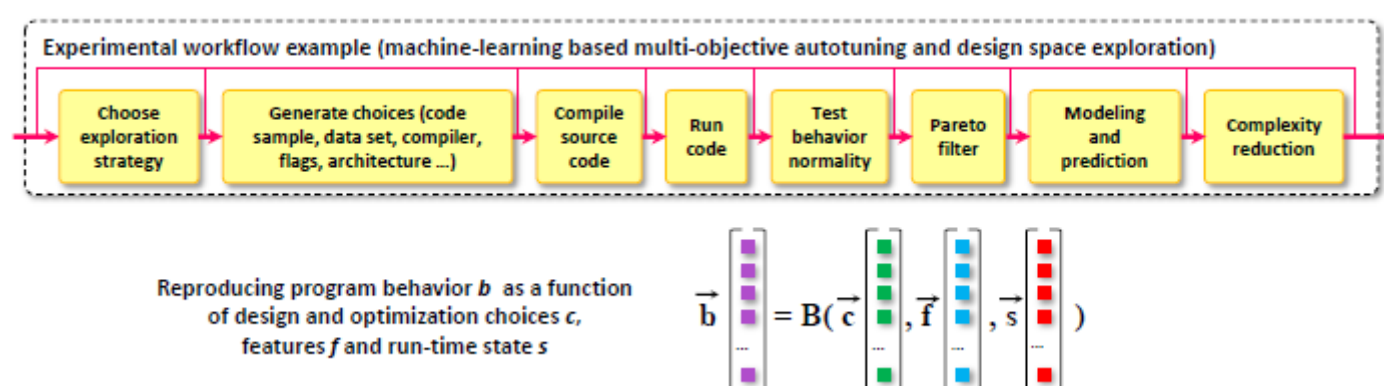 Experimental workflow example (machine-learning based multi-objective autotuning and design space exploration)
Choose
exploration
strategy
Generate choices (code
sample, data set, compiler,
flags, architecture ...)
Compile
source
code
Run
code
Test
behavior
normality
Pareto
filter
Modeling
and
prediction
Complexity
reduction
Reproducing program behavior b as a function
of design and optimization choices c,
features f and run-time state s
b = B( c , f , s )
... ... ... ...